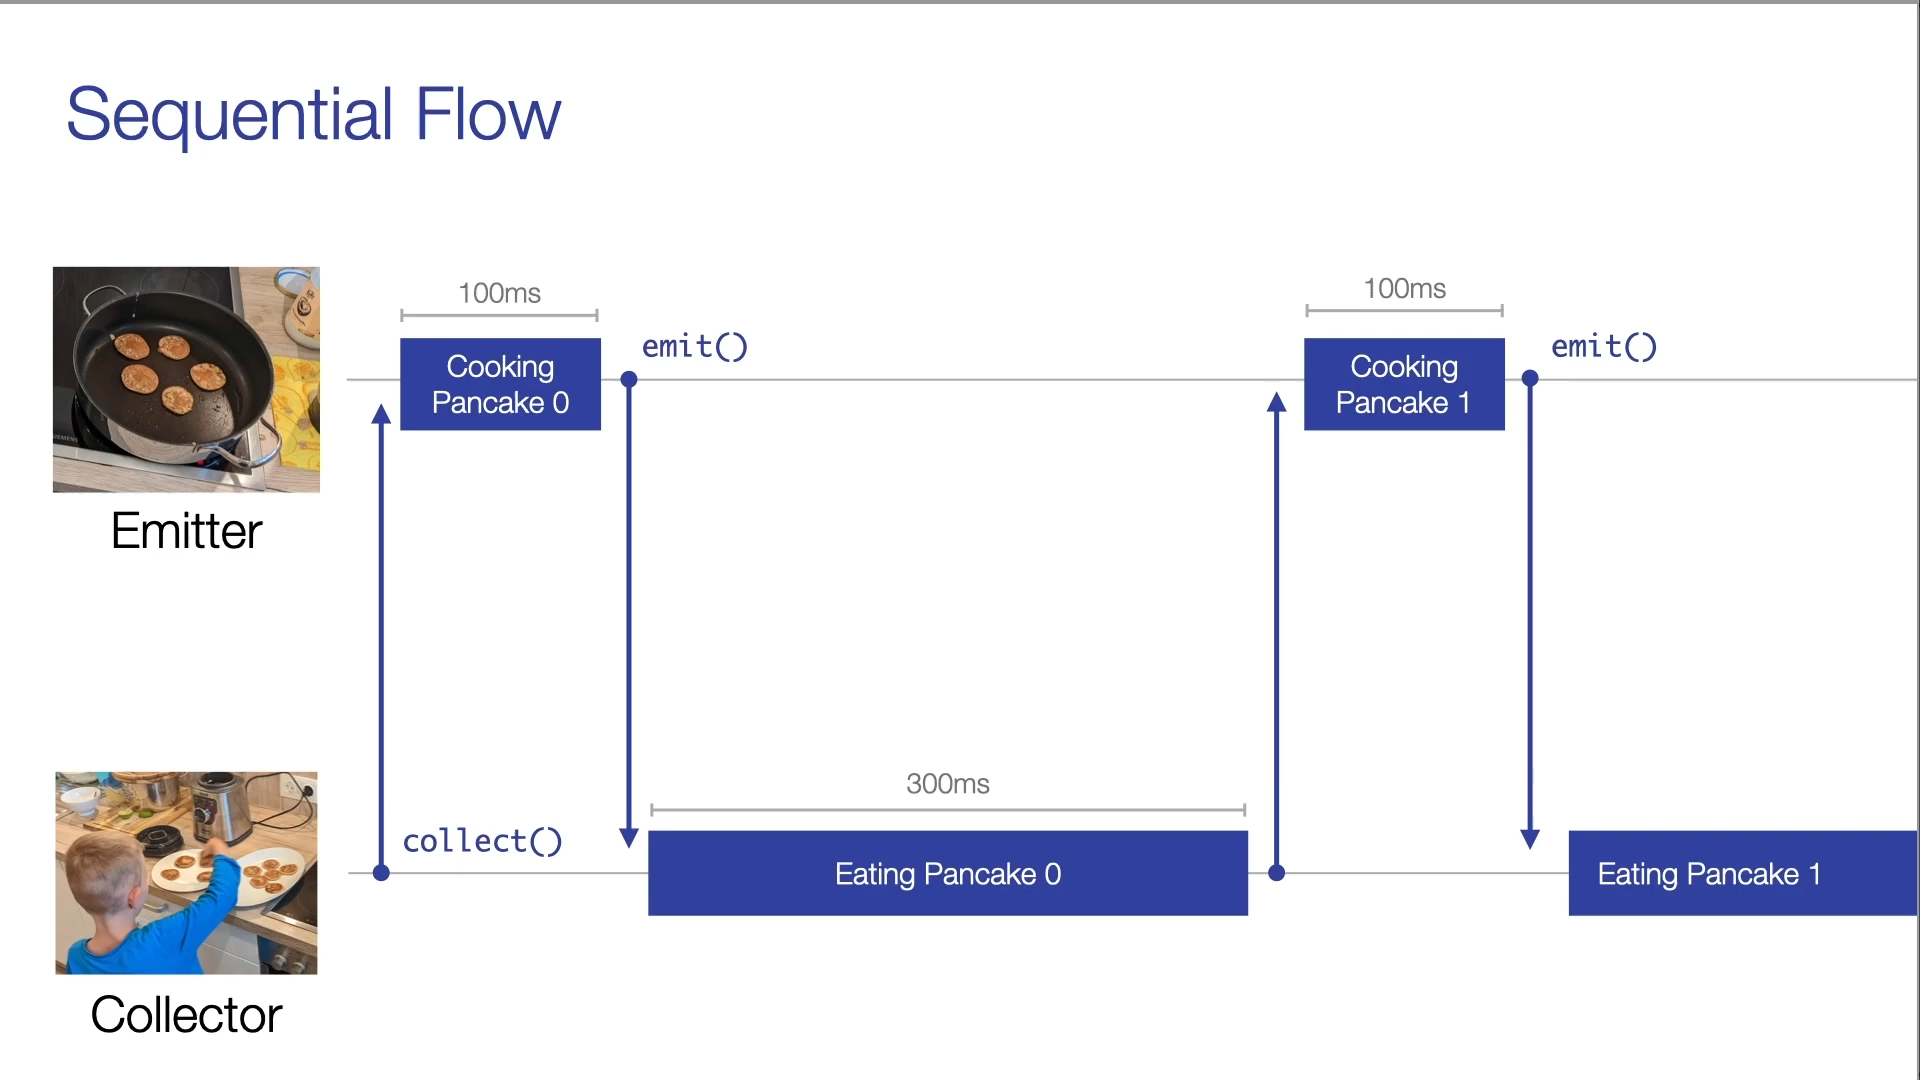 Sequential Flow
100ms
100ms
emit()
emit()
Cooking
Pancake 0
Cooking
Pancake 1
Emitter
300ms
collect()
Eating Pancake 0
Eating Pancake 1
Collector